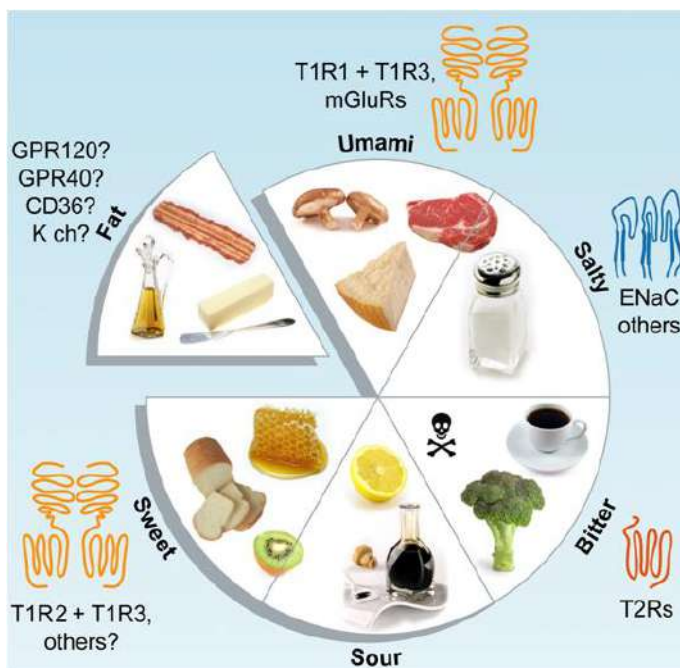 T1R1 + T1R3,
mGluRs
Umami
GPR120?
GPR40?
CD36?
K ch?
Fat
Salty
ENaC
others
Sweet
T1R2 + T1R3,
others?
Sour
Bitter
T2Rs